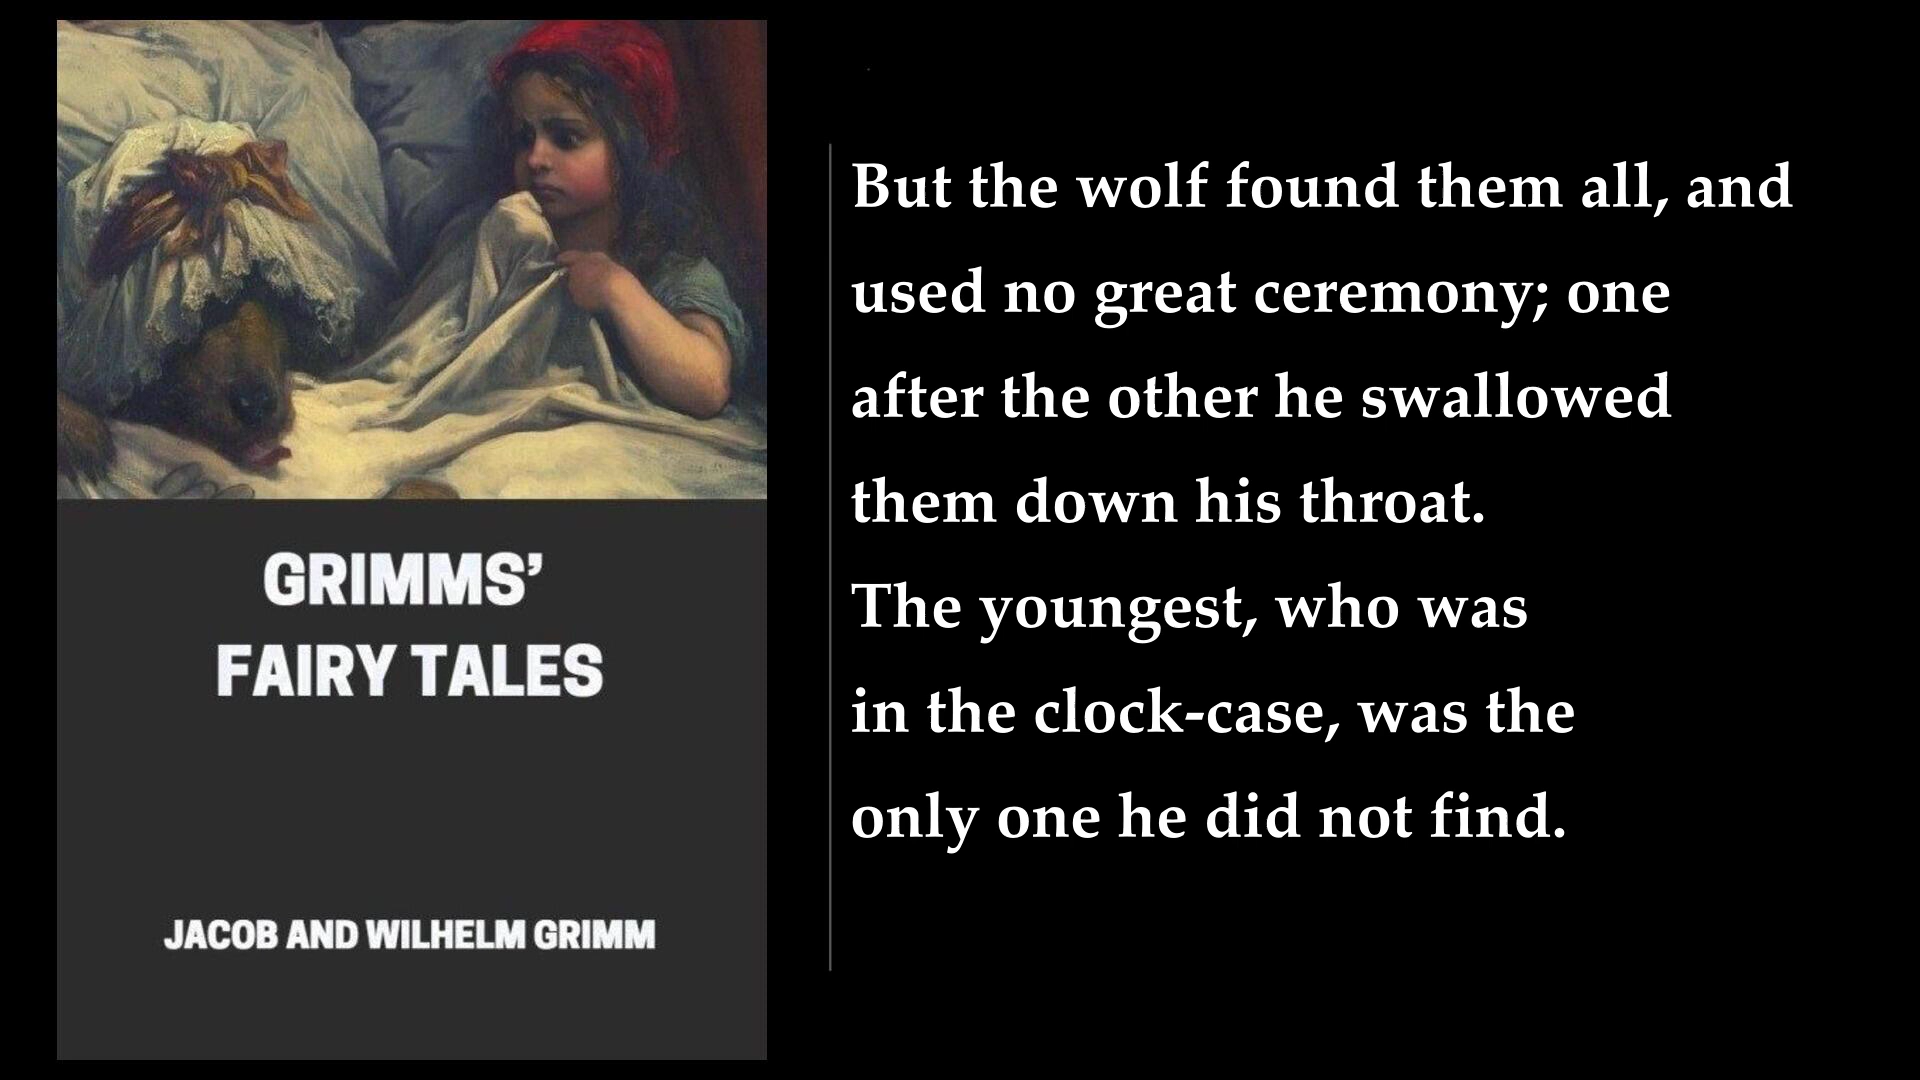 GRIMMS’
FAIRY TALES
JACOB AND WILHELM GRIMM
But the wolf found them all, and
used no great ceremony; one
after the other he swallowed
them down his throat.
The youngest, who was
in the clock-case, was the
only one he did not find.